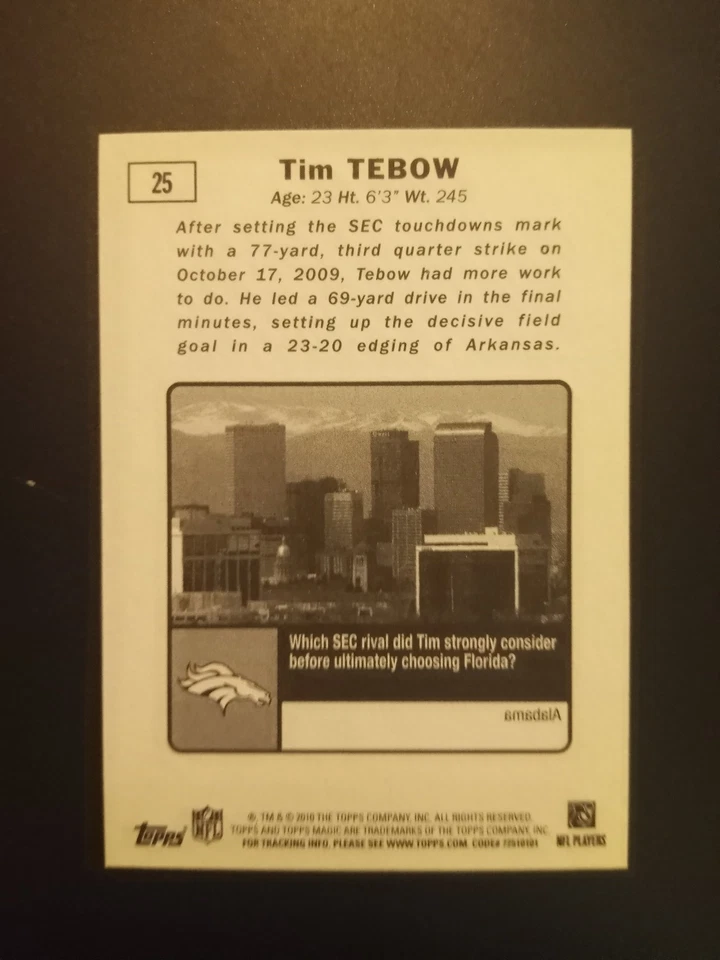 25
Tim TEBOW
Age: 23 Ht. 6'3" Wt. 245
After setting the SEC touchdowns mark
with a 77-yard, third quarter strike on
October 17, 2009, Tebow had more work
to do. He led a 69-yard drive in the final
minutes, setting up the decisive field
goal in a 23-20 edging of Arkansas.
Which SEC rival did Tim strongly consider
before ultimately choosing Florida?
Alabama
Topps
NFL
®, TM & © 2010 THE TOPPS COMPANY, INC. ALL RIGHTS RESERVED.
TOPPS AND TOPPS MAGIC ARE TRADEMARKS OF THE TOPPS COMPANY, INC.
FOR TRACKING INFO, PLEASE SEE WWW.TOPPS.COM. CODE#
NFL PLAYERS